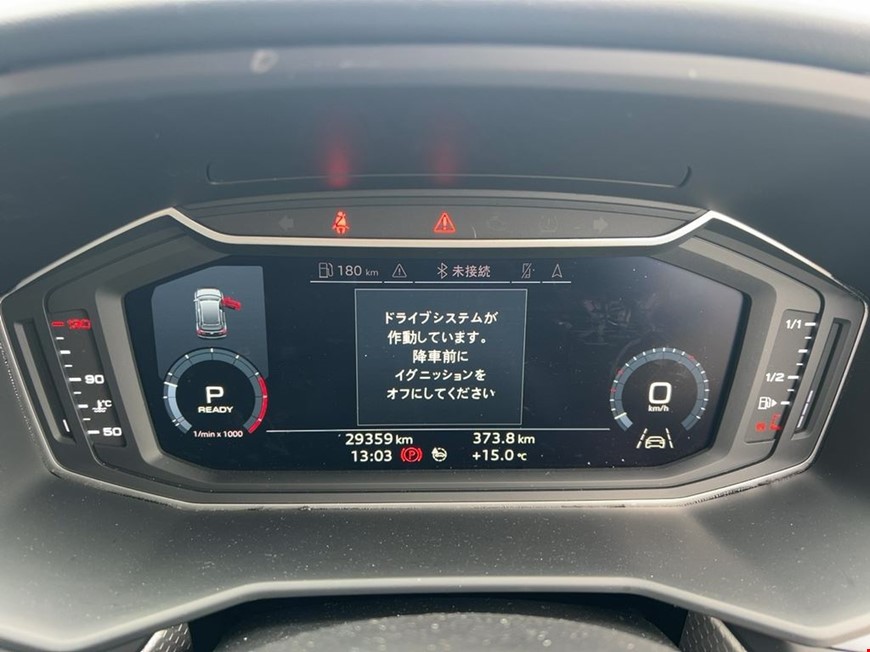 180 km
未接続
ドライブシステムが
作動しています。
降車前に
イグニッションを
オフにしてください
90
℃
50
P
READY
1/min x 1000
0
km/h
1/1
1/2
29359 km
373.8 km
13:03
(P)
+15.0 ℃